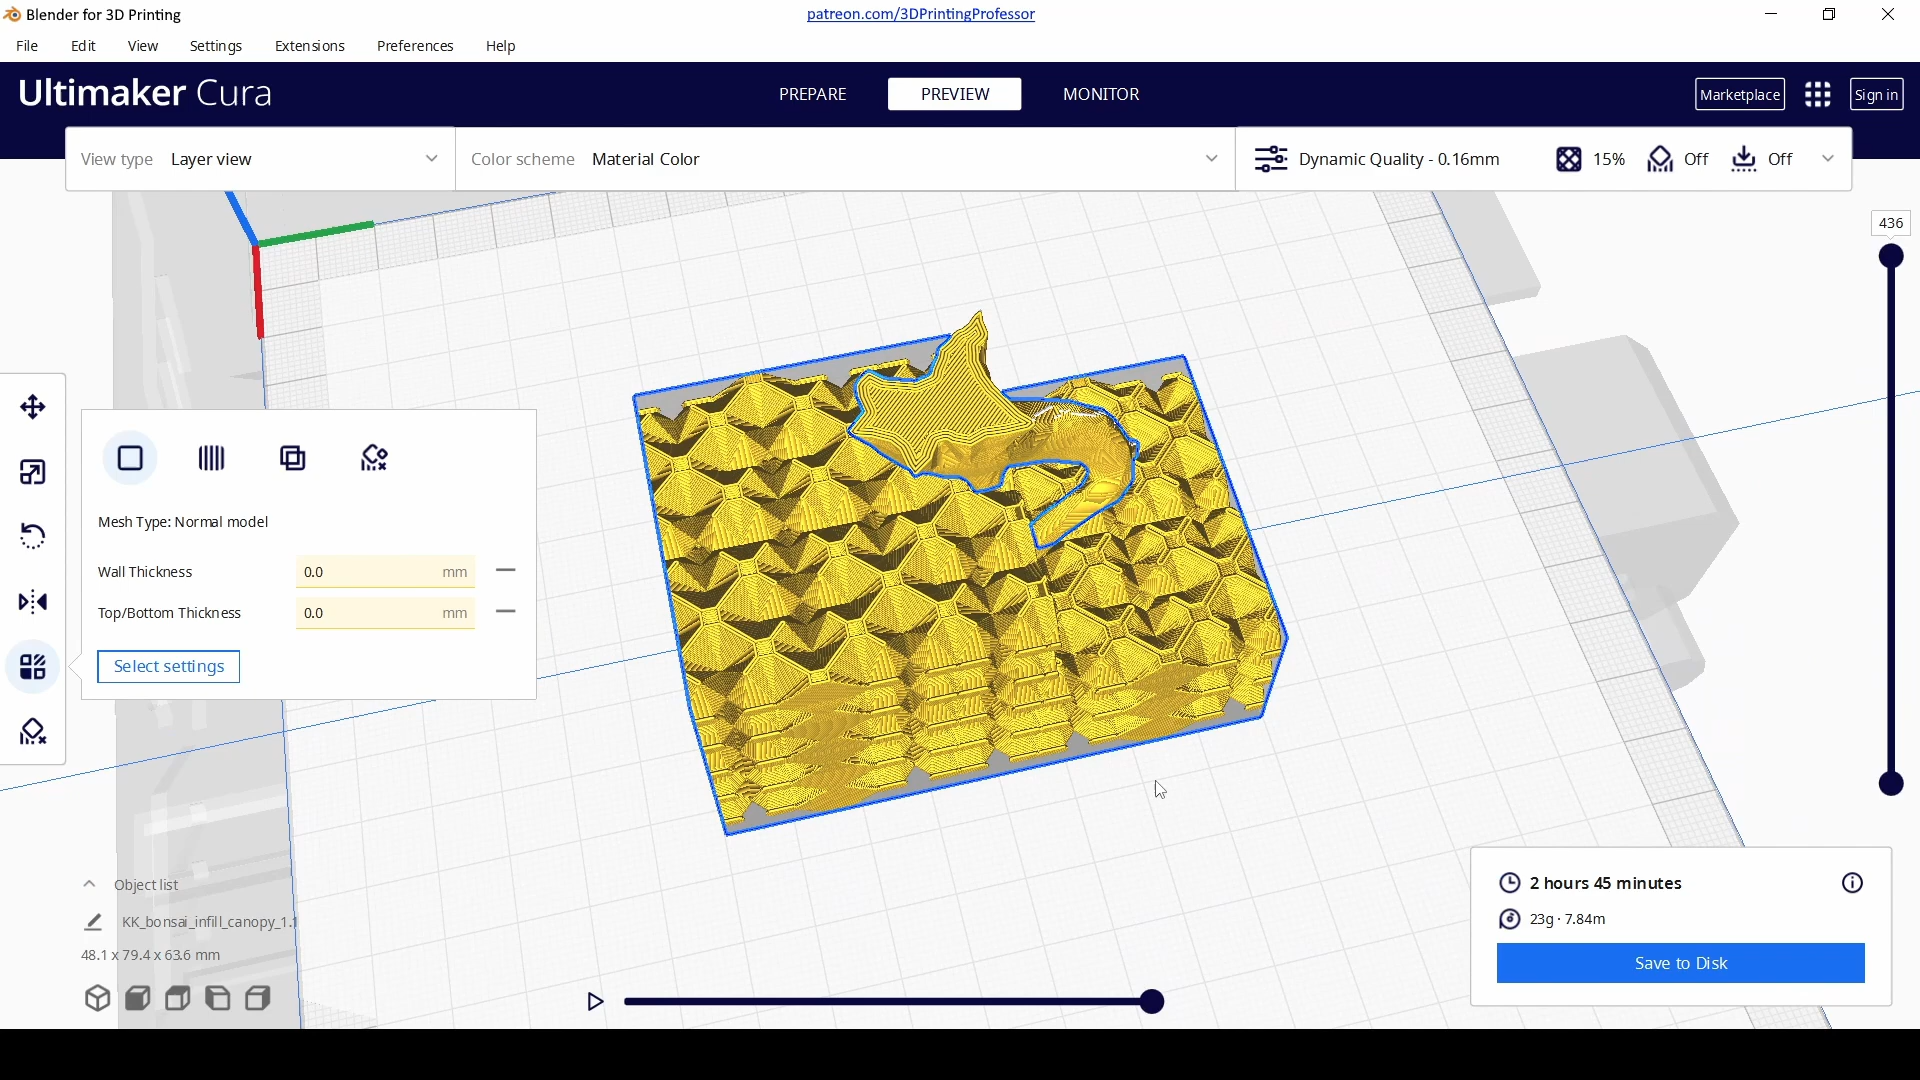 Blender for 3D Printing
patreon.com/3DPrintingProfessor
File Edit View Settings Extensions Preferences Help
Ultimaker Cura
PREPARE PREVIEW MONITOR
Marketplace
Sign in
View type Layer view
Color scheme Material Color
Dynamic Quality - 0.16mm
15%
Off
Off
436
Mesh Type: Normal model
Wall Thickness 0.0 mm
Top/Bottom Thickness 0.0 mm
Select settings
Object list
KK_bonsai_infill_canopy_1.1
48.1 x 79.4 x 63.6 mm
2 hours 45 minutes
23g · 7.84m
Save to Disk